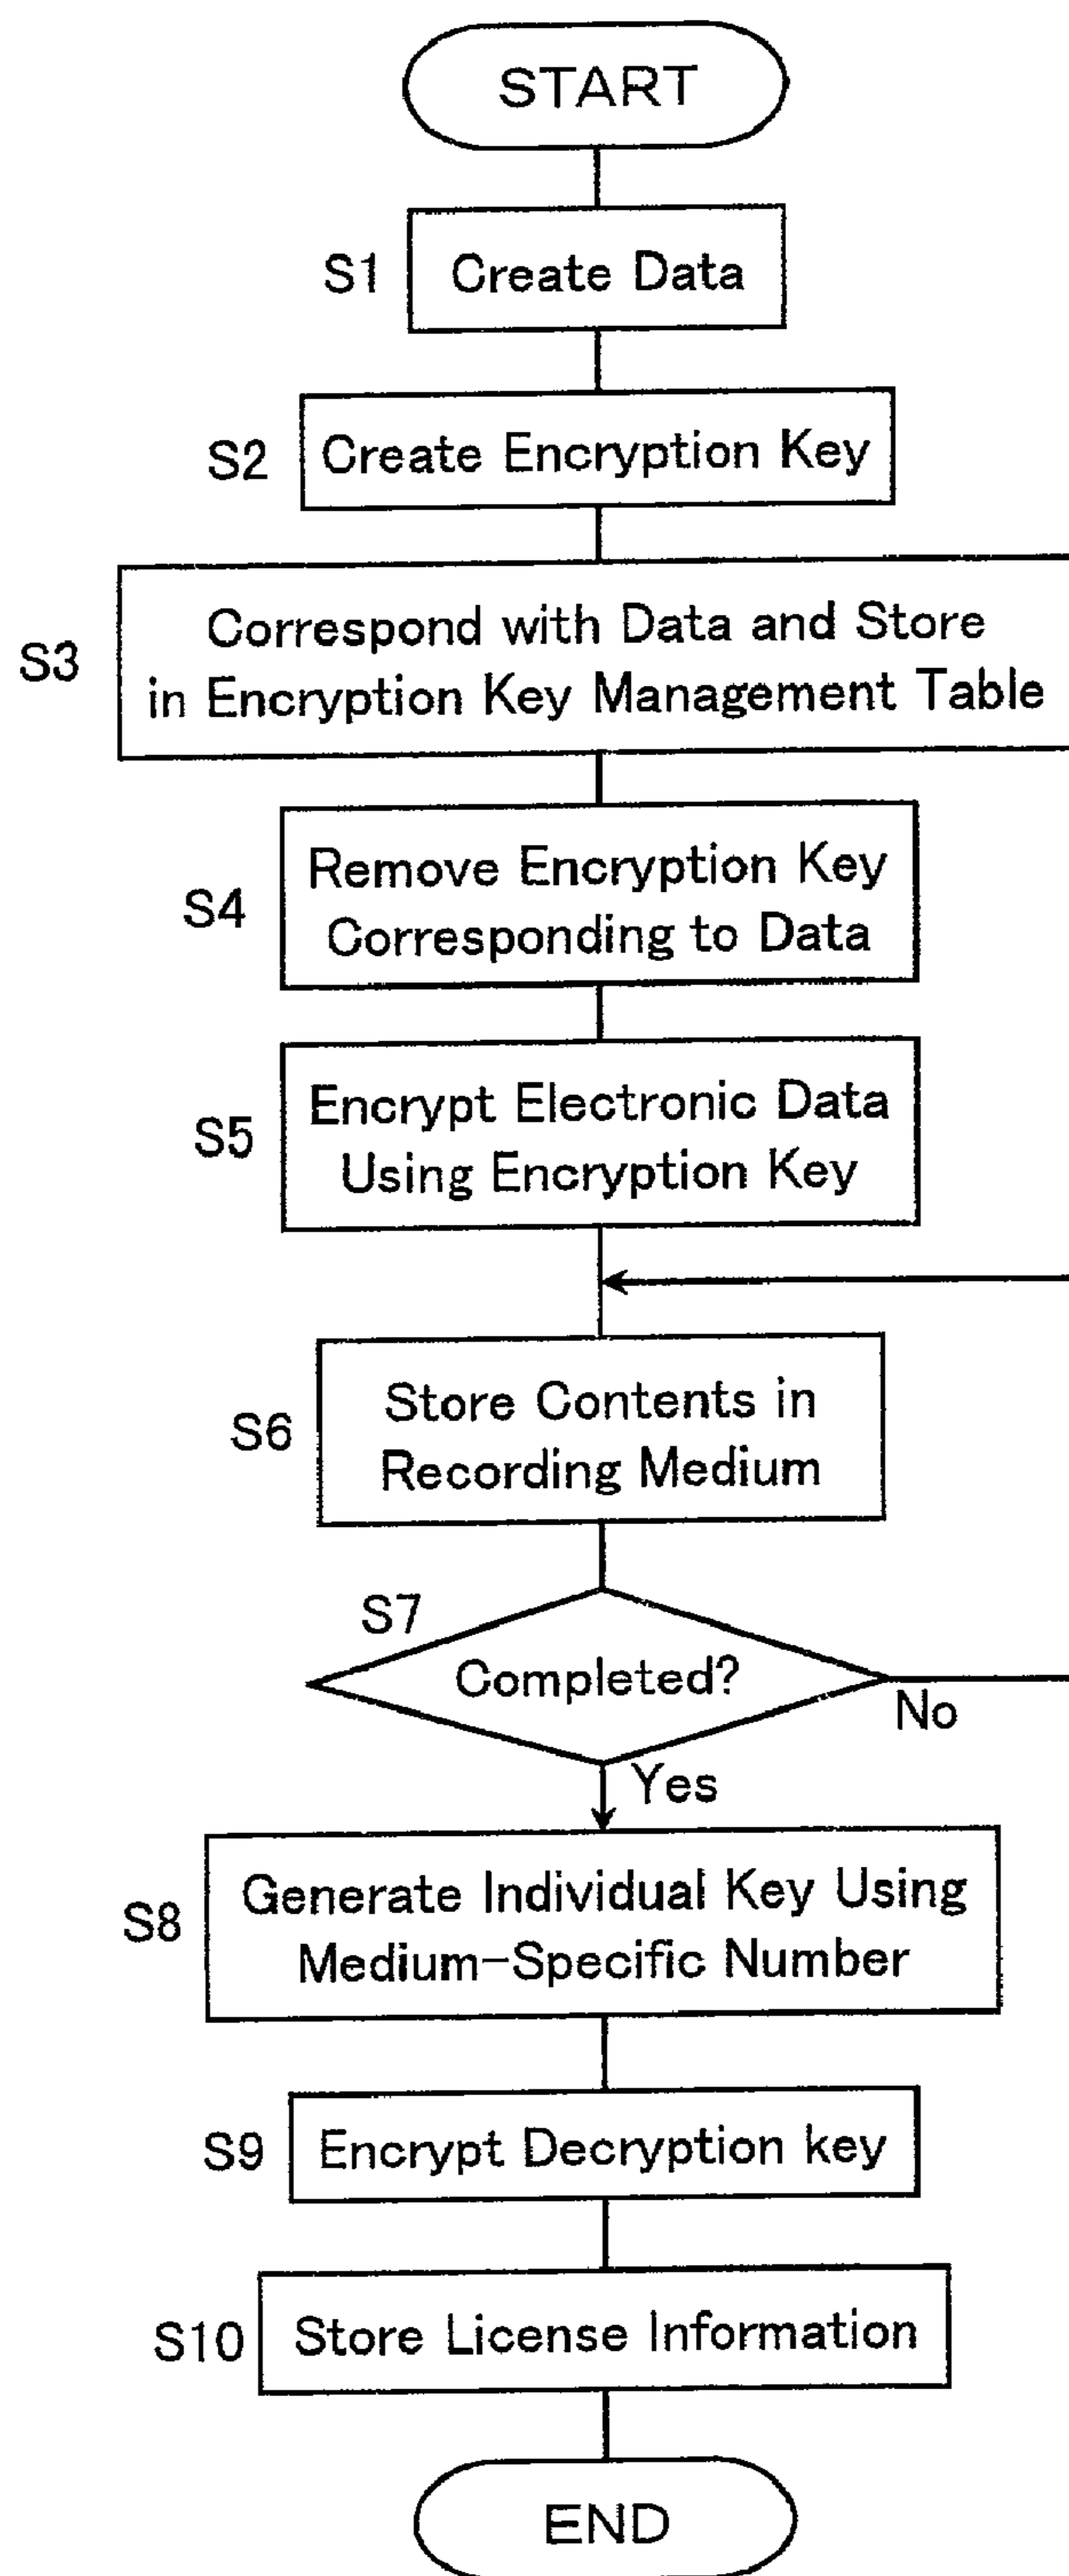 START
S1
Create Data
S2
Create Encryption Key
S3
Correspond with Data and Store
in Encryption Key Management Table
S4
Remove Encryption Key
Corresponding to Data
S5
Encrypt Electronic Data
Using Encryption Key
S6
Store Contents in
Recording Medium
S7
Completed?
No
Yes
S8
Generate Individual Key Using
Medium-Specific Number
S9
Encrypt Decryption key
S10
Store License Information
END